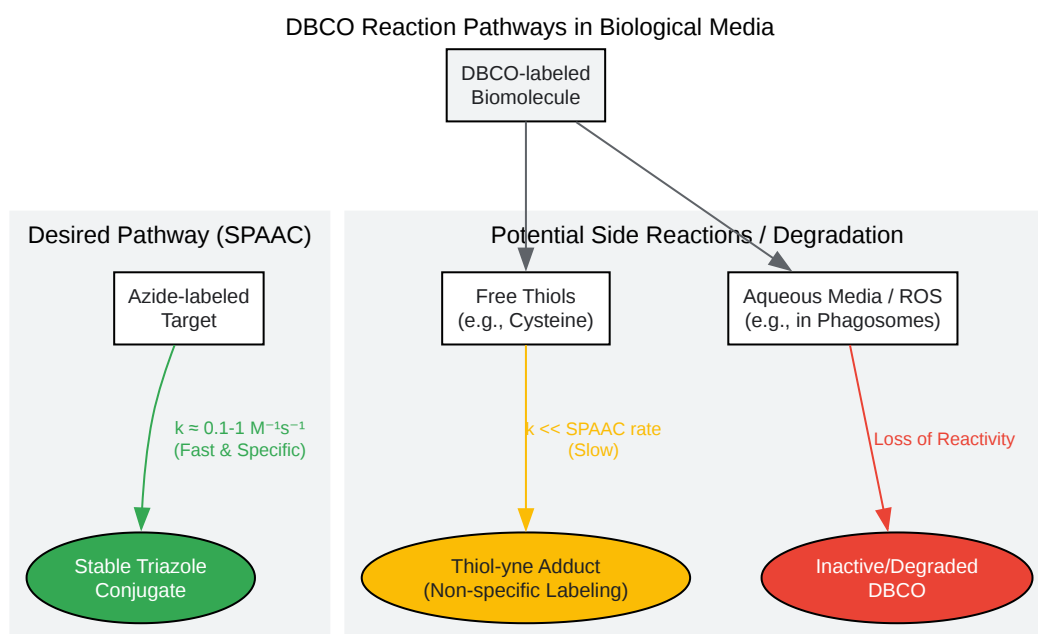 DBCO Reaction Pathways in Biological Media
DBCO-labeled
Biomolecule
Desired Pathway (SPAAC)
Potential Side Reactions / Degradation
Azide-labeled
Target
Free Thiols
(e.g., Cysteine)
Aqueous Media / ROS
(e.g., in Phagosomes)
k ≈ 0.1-1 M⁻¹s⁻¹
(Fast & Specific)
k << SPAAC rate
(Slow)
Loss of Reactivity
Stable Triazole
Conjugate
Thiol-yne Adduct
(Non-specific Labeling)
Inactive/Degraded
DBCO